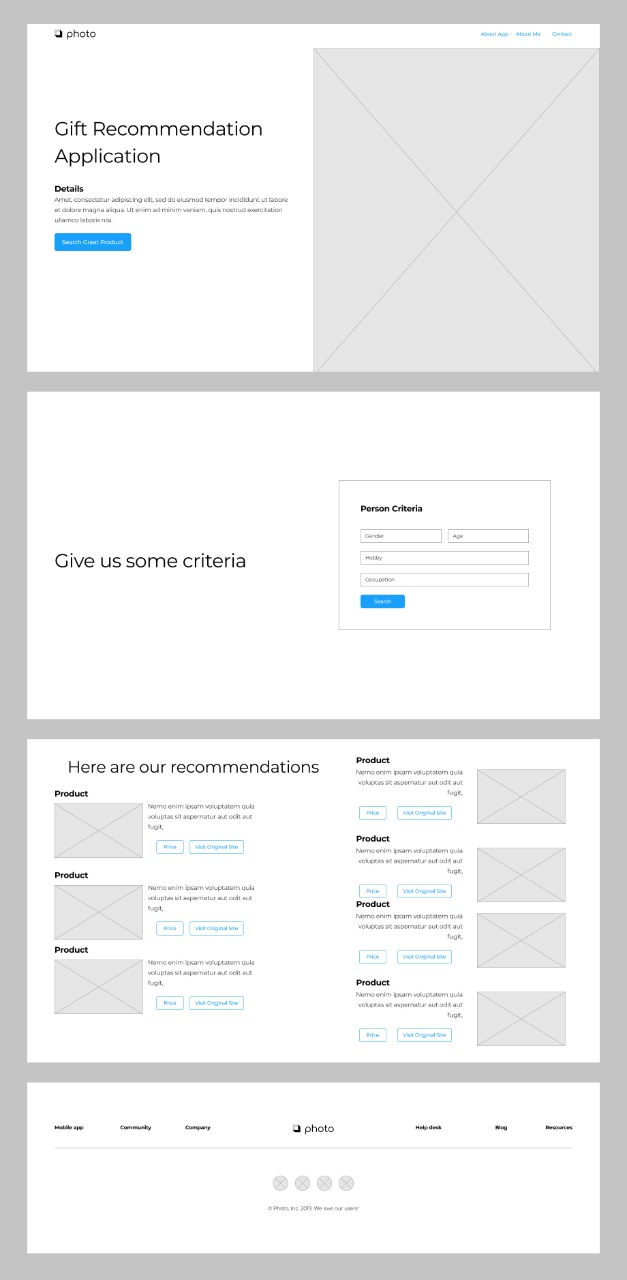 photo
About App About Me Contact
Gift Recommendation
Application
Details
Amet, consectetur adipiscing elit, sed do eiusmod tempor incididunt ut labore
et dolore magna aliqua. Ut enim ad minim veniam, quis nostrud exercitation
ullamco laboris nisi.
Search Great Product
Give us some criteria
Person Criteria
Gender Age
Hobby
Occupation
Search
Here are our recommendations
Product
Nemo enim ipsam voluptatem quia
voluptas sit aspernatur aut odit aut
fugit,
Price Visit Original Site
Product
Nemo enim ipsam voluptatem quia
voluptas sit aspernatur aut odit aut
fugit,
Price Visit Original Site
Product
Nemo enim ipsam voluptatem quia
voluptas sit aspernatur aut odit aut
fugit,
Price Visit Original Site
Product
Nemo enim ipsam voluptatem quia
voluptas sit aspernatur aut odit aut
fugit,
Price Visit Original Site
Product
Nemo enim ipsam voluptatem quia
voluptas sit aspernatur aut odit aut
fugit,
Price Visit Original Site
Product
Nemo enim ipsam voluptatem quia
voluptas sit aspernatur aut odit aut
fugit,
Price Visit Original Site
Product
Nemo enim ipsam voluptatem quia
voluptas sit aspernatur aut odit aut
fugit,
Price Visit Original Site
Mobile app Community Company photo Help desk Blog Resources
© Photo, Inc. 2019. We love our users!